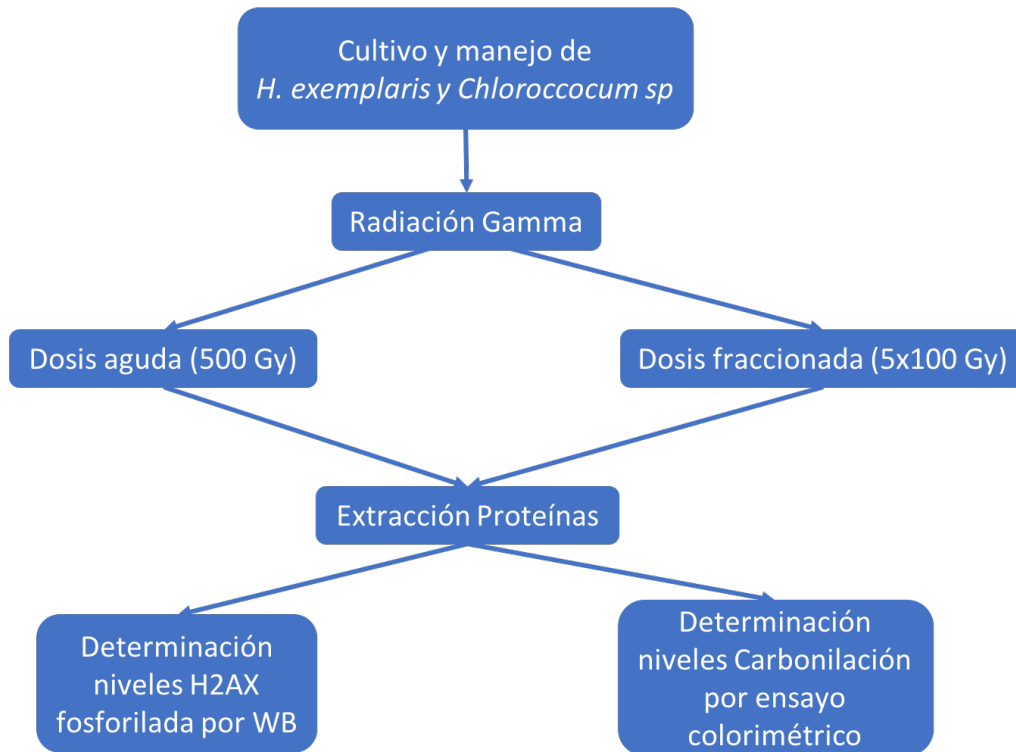 Cultivo y manejo de
H. exemplaris y Chloroccocum sp
Radiación Gamma
Dosis aguda (500 Gy)
Dosis fraccionada (5x100 Gy)
Extracción Proteínas
Determinación
niveles H2AX
fosforilada por WB
Determinación
niveles Carbonilación
por ensayo
colorimétrico